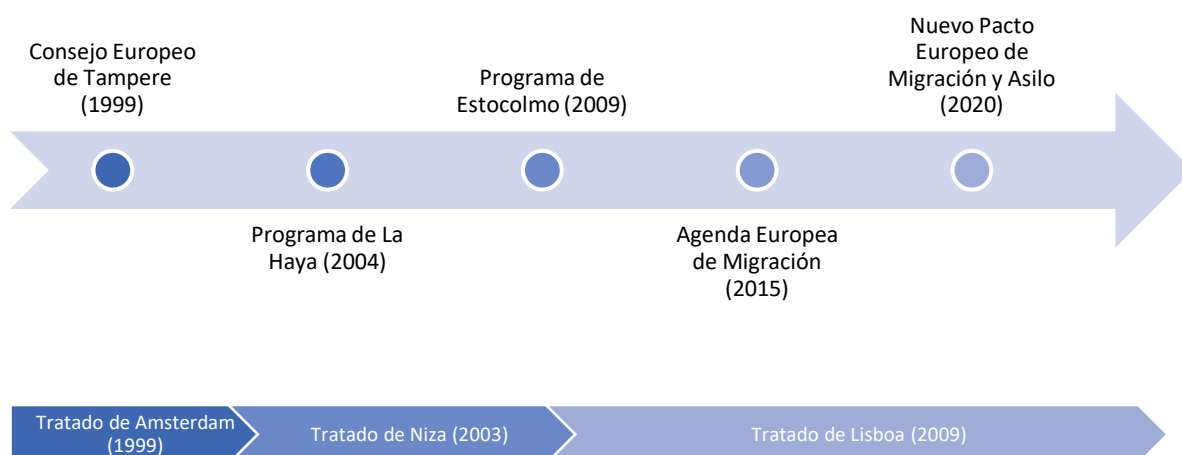 Consejo Europeo
de Tampere
(1999)
Programa de La
Haya (2004)
Programa de
Estocolmo (2009)
Agenda Europea
de Migración
(2015)
Nuevo Pacto
Europeo de
Migración y Asilo
(2020)
Tratado de Amsterdam
(1999)
Tratado de Niza (2003)
Tratado de Lisboa (2009)